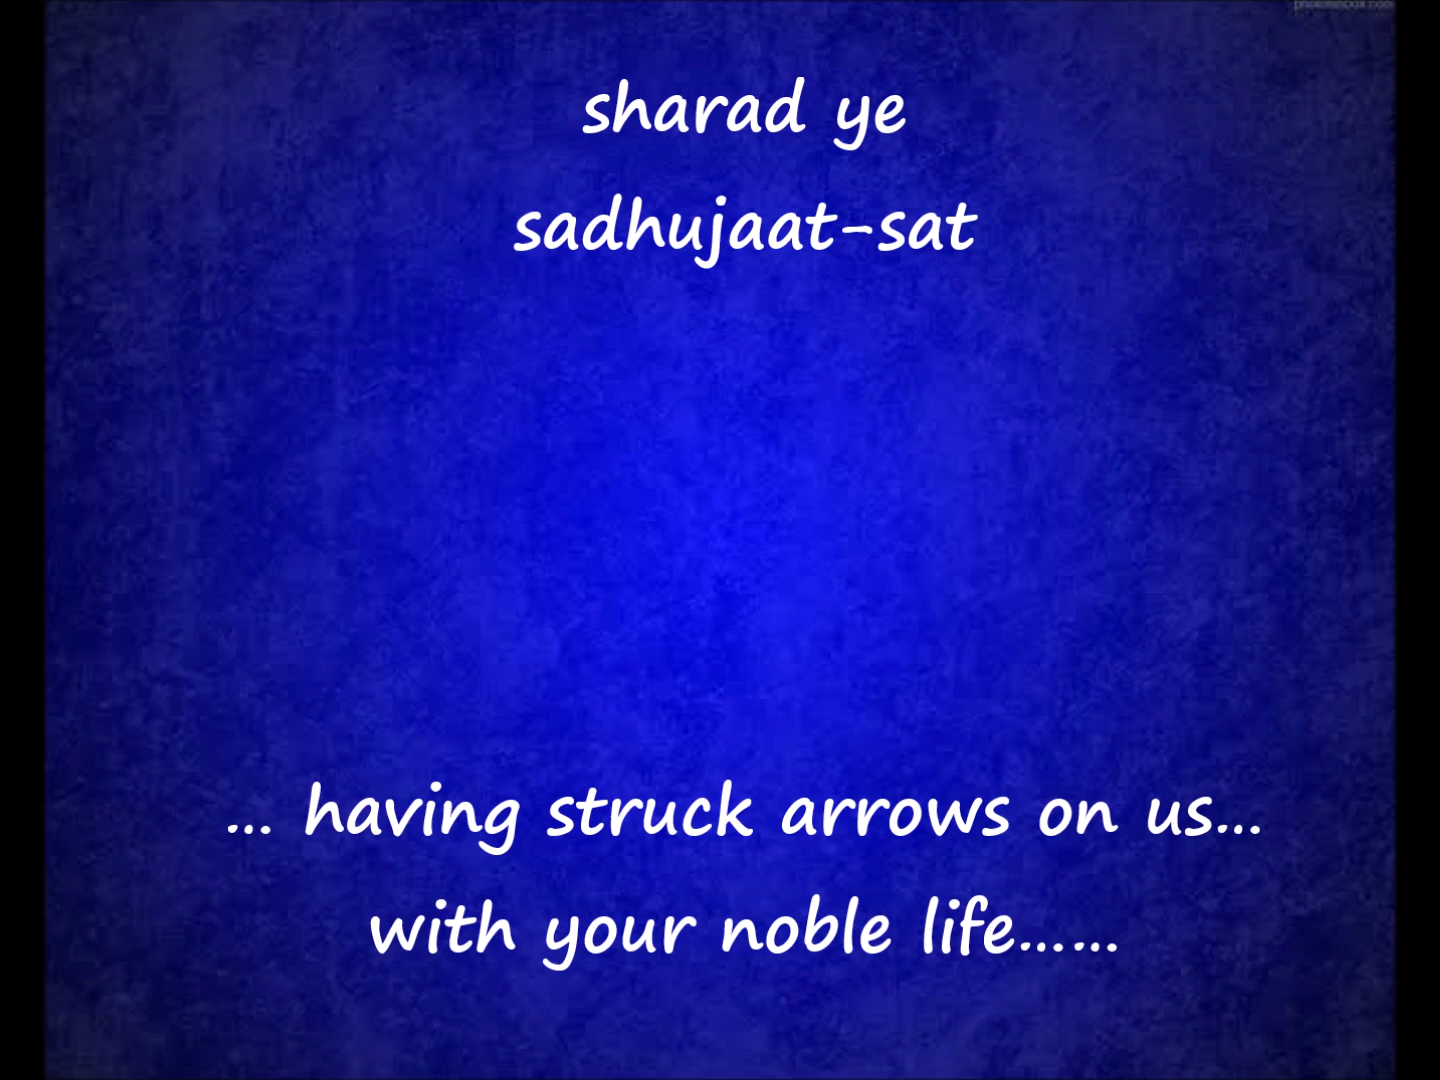 sharad ye
sadhujaat-sat
... having struck arrows on us...
with your noble life......